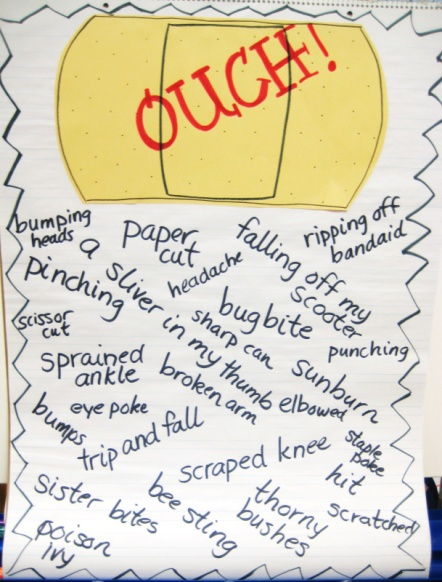 OUCH!
bumping
heads
paper
cut
falling off my
scooter
ripping off
bandaid
a sliver in my thumb
pinching
headache
bug bite
scissor
cut
sharp can
punching
sprained
ankle
broken arm
sunburn
eye poke
elbowed
bumps
trip and fall
scraped knee
staple
poke
hit
sister bites
bee sting
thorny
bushes
scratched
poison
ivy